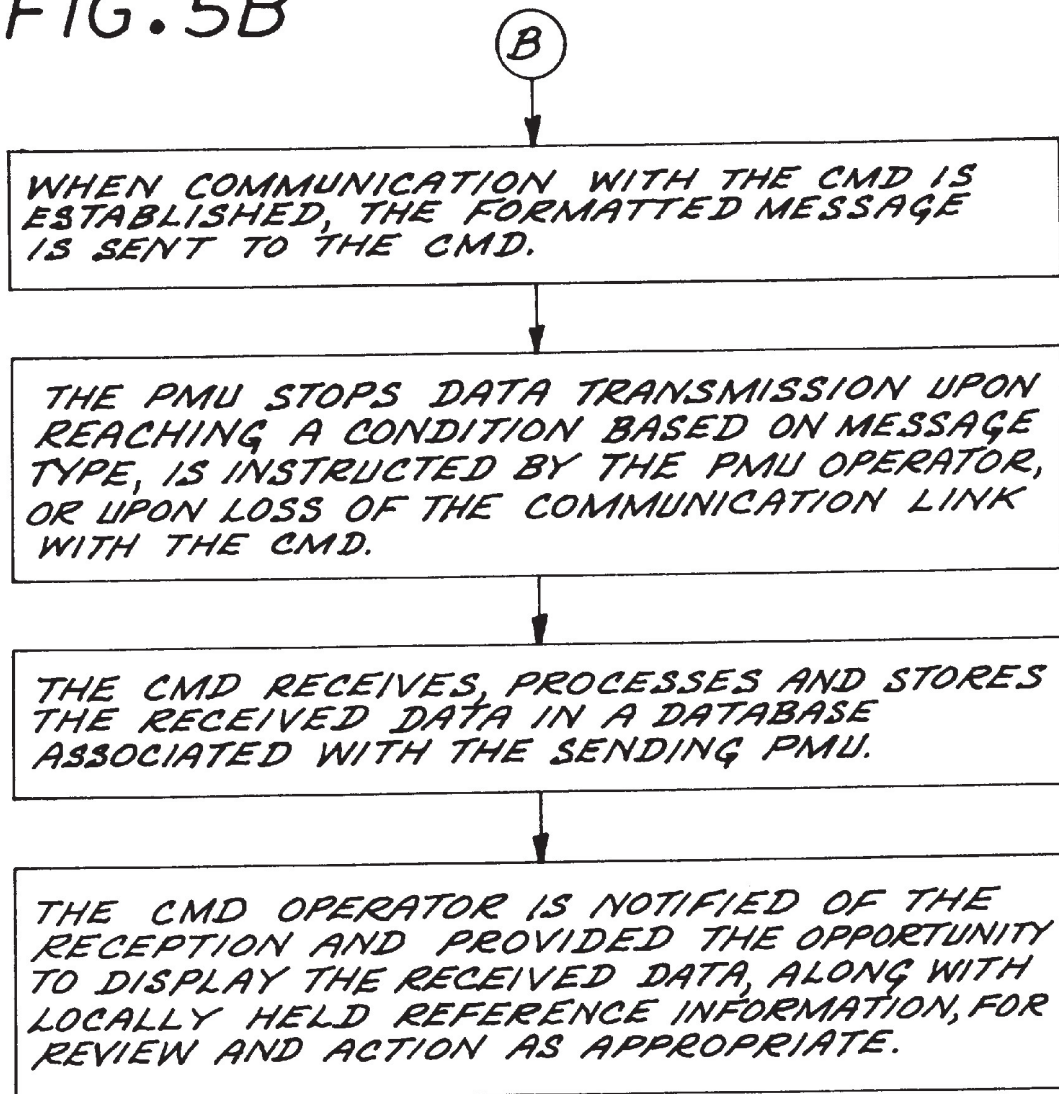 FIG. 5B
B
WHEN COMMUNICATION WITH THE CMD IS
ESTABLISHED, THE FORMATTED MESSAGE
IS SENT TO THE CMD.
THE PMU STOPS DATA TRANSMISSION UPON
REACHING A CONDITION BASED ON MESSAGE
TYPE, IS INSTRUCTED BY THE PMU OPERATOR,
OR UPON LOSS OF THE COMMUNICATION LINK
WITH THE CMD.
THE CMD RECEIVES, PROCESSES AND STORES
THE RECEIVED DATA IN A DATABASE
ASSOCIATED WITH THE SENDING PMU.
THE CMD OPERATOR IS NOTIFIED OF THE
RECEPTION AND PROVIDED THE OPPORTUNITY
TO DISPLAY THE RECEIVED DATA, ALONG WITH
LOCALLY HELD REFERENCE INFORMATION, FOR
REVIEW AND ACTION AS APPROPRIATE.